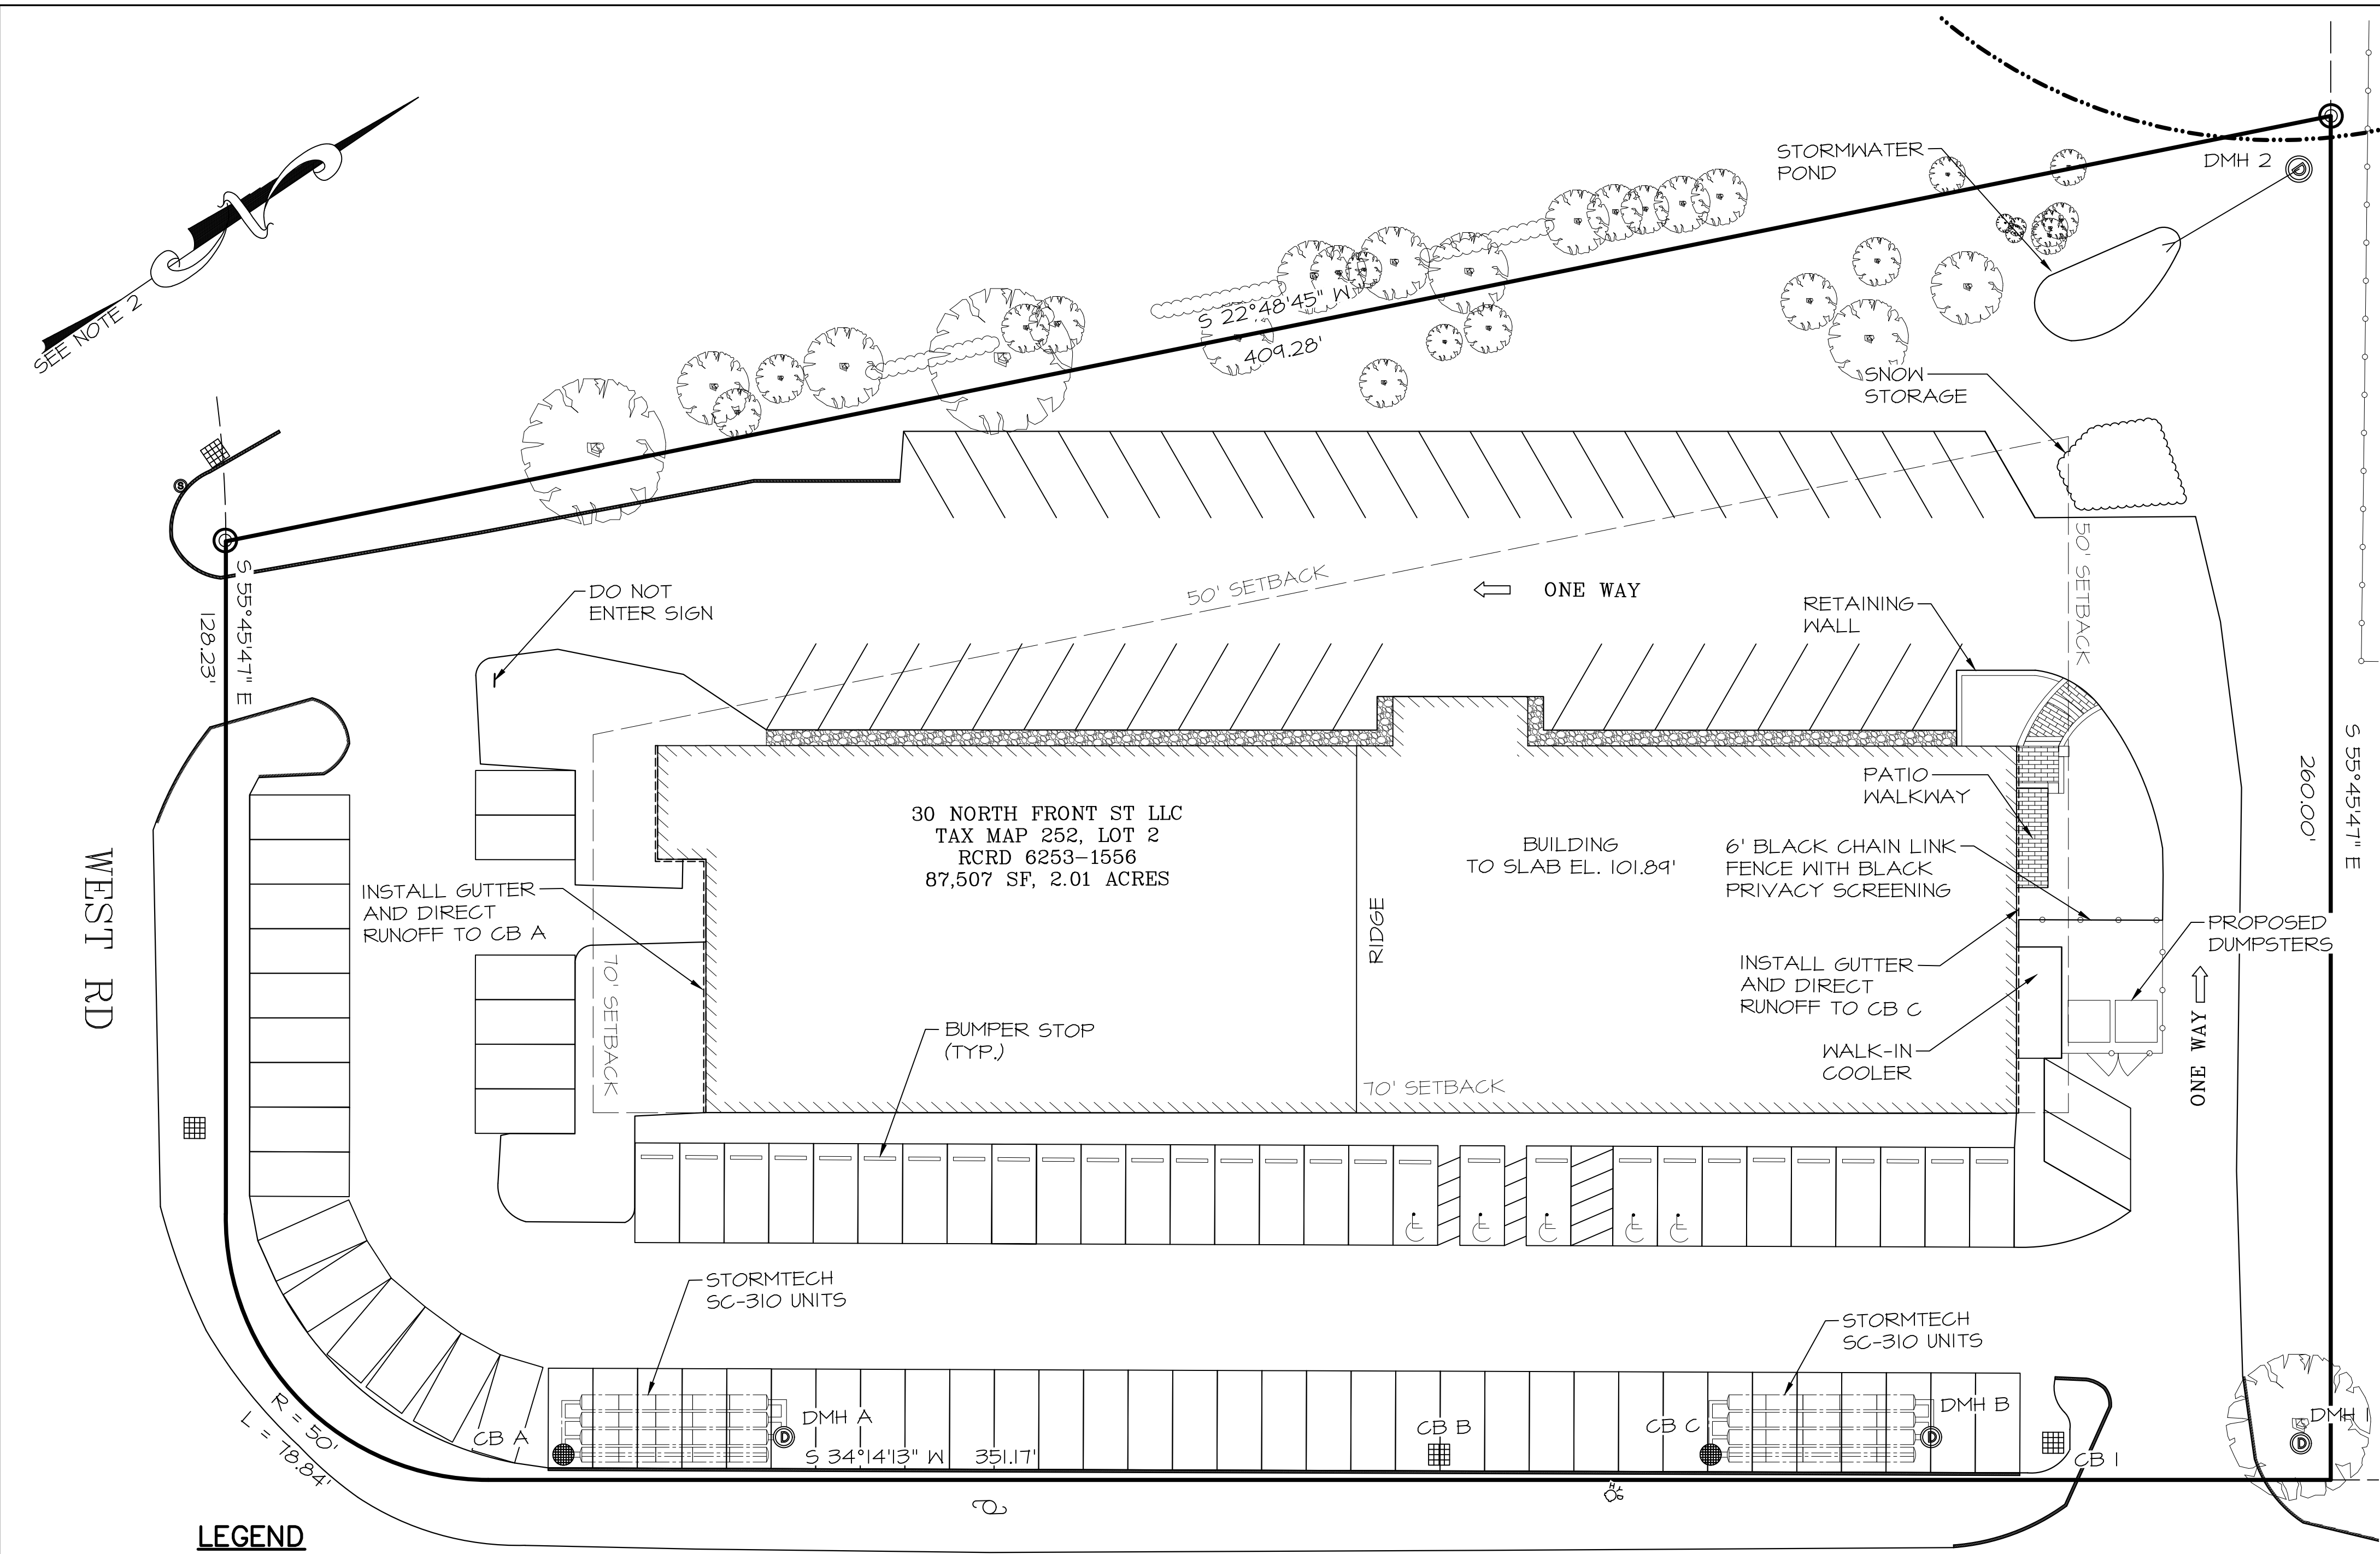 SEE NOTE 2
N
STORMWATER
POND
DMH 2
S 22°48'45" W
409.28'
SNOW
STORAGE
S
S 55°45'47" E
128.23'
DO NOT
ENTER SIGN
50' SETBACK
ONE WAY
RETAINING
WALL
50' SETBACK
S 55°45'47" E
260.00'
30 NORTH FRONT ST LLC
TAX MAP 252, LOT 2
RCRD 6253-1556
87,507 SF, 2.01 ACRES
BUILDING
TO SLAB EL. 101.89'
PATIO
WALKWAY
6' BLACK CHAIN LINK
FENCE WITH BLACK
PRIVACY SCREENING
WEST RD
INSTALL GUTTER
AND DIRECT
RUNOFF TO CB A
RIDGE
PROPOSED
DUMPSTERS
70' SETBACK
INSTALL GUTTER
AND DIRECT
RUNOFF TO CB C
BUMPER STOP
(TYP.)
WALK-IN
COOLER
ONE WAY
70' SETBACK
STORMTECH
SC-310 UNITS
STORMTECH
SC-310 UNITS
R = 50'
L = 78.84'
CB A
DMH A
D
S 34°14'13" W 351.17'
CB B
CB C
DMH B
D
CB 1
DMH 1
D
LEGEND